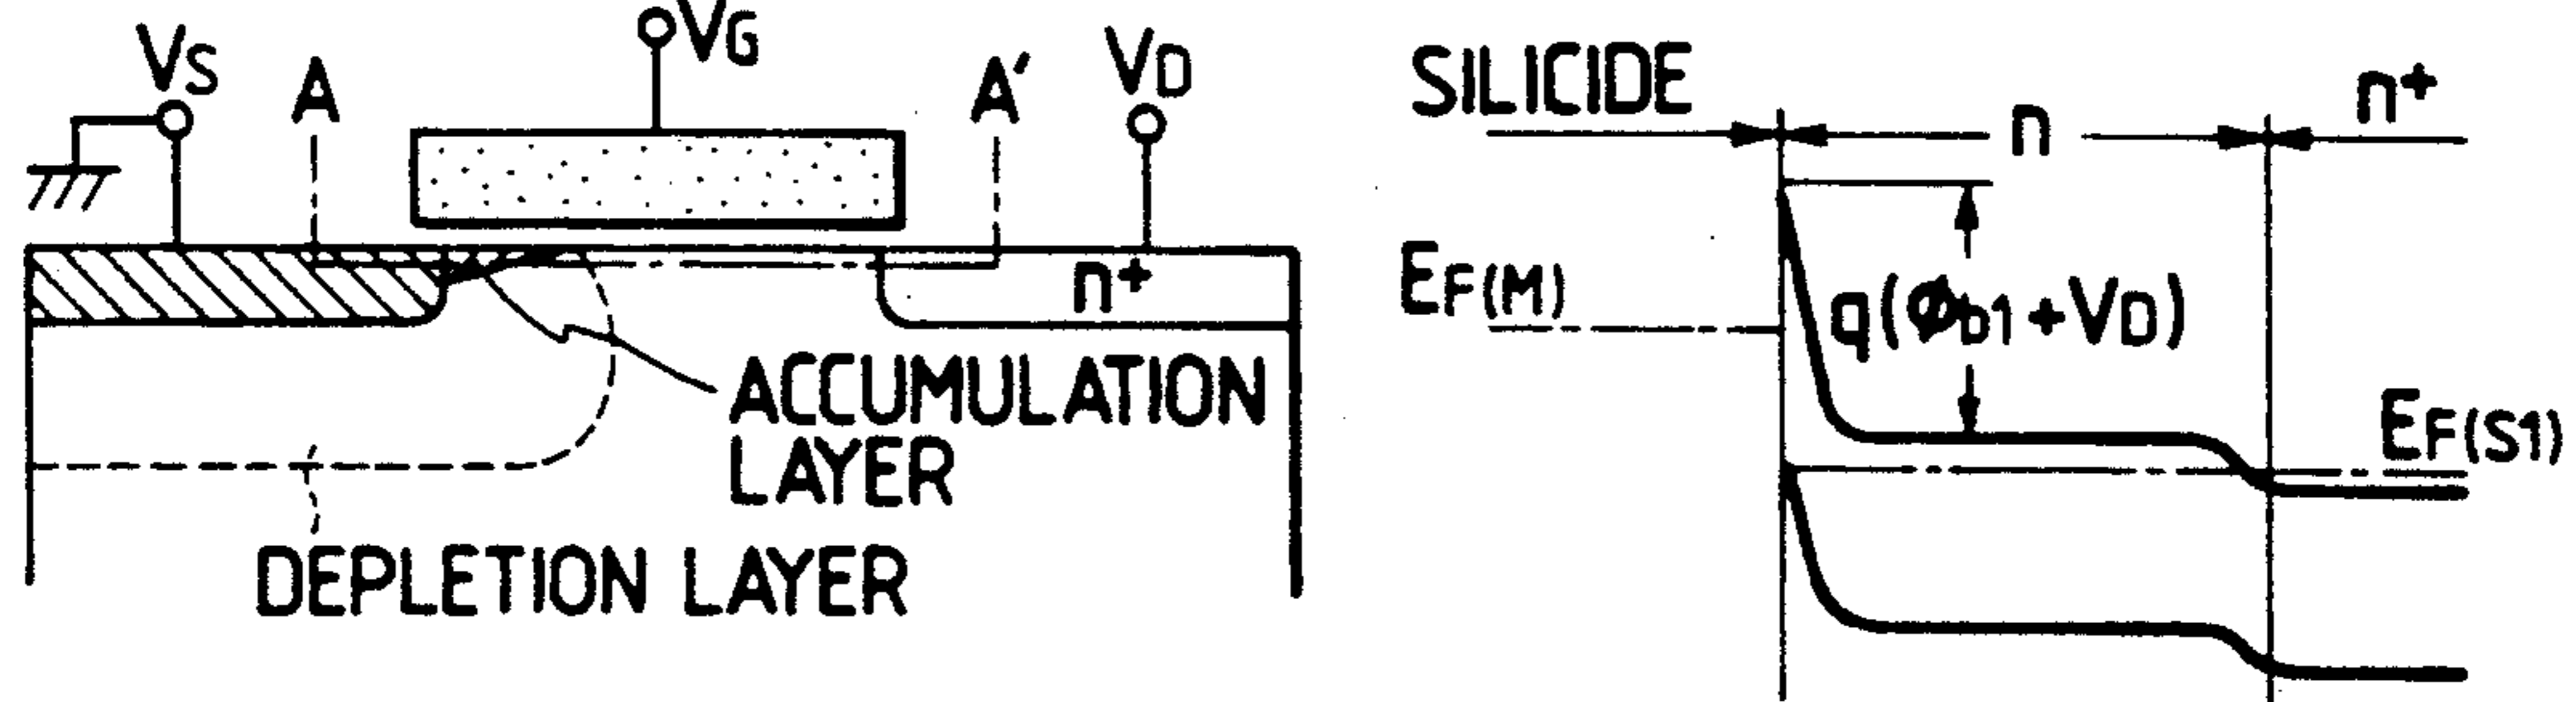 VS
A
VG
A′
VD
n+
ACCUMULATION
LAYER
DEPLETION LAYER
SILICIDE
n
n+
EF(M)
q(φb1+VD)
EF(S1)